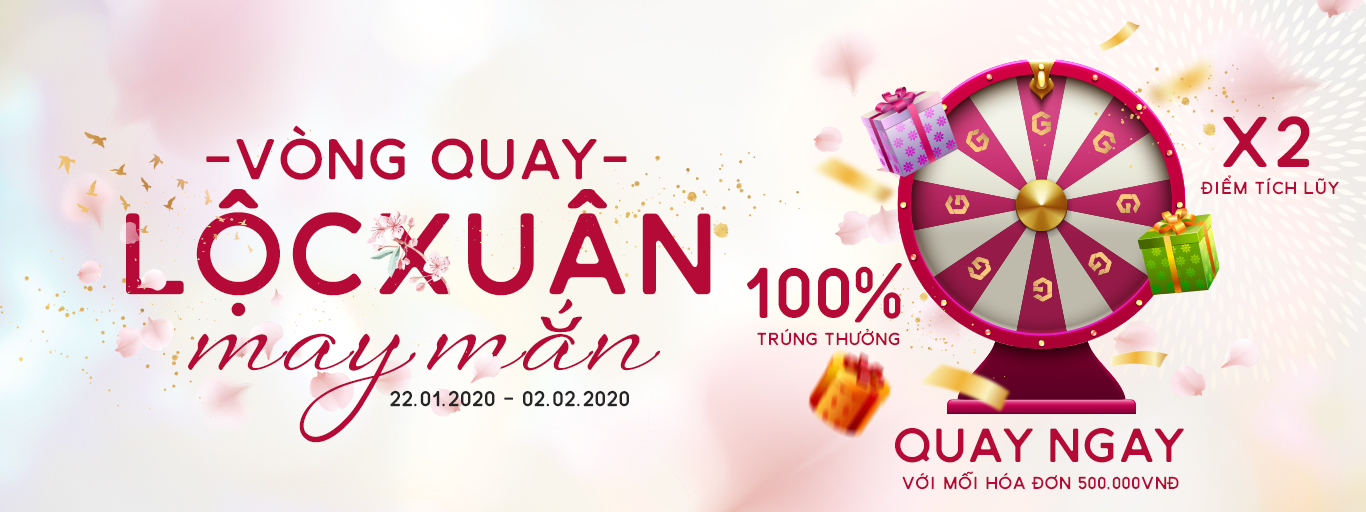 -VÒNG QUAY-
LỘC XUÂN
may mắn
22.01.2020 - 02.02.2020
100%
TRÚNG THƯỞNG
X2
ĐIỂM TÍCH LŨY
QUAY NGAY
VỚI MỖI HÓA ĐƠN 500.000VNĐ